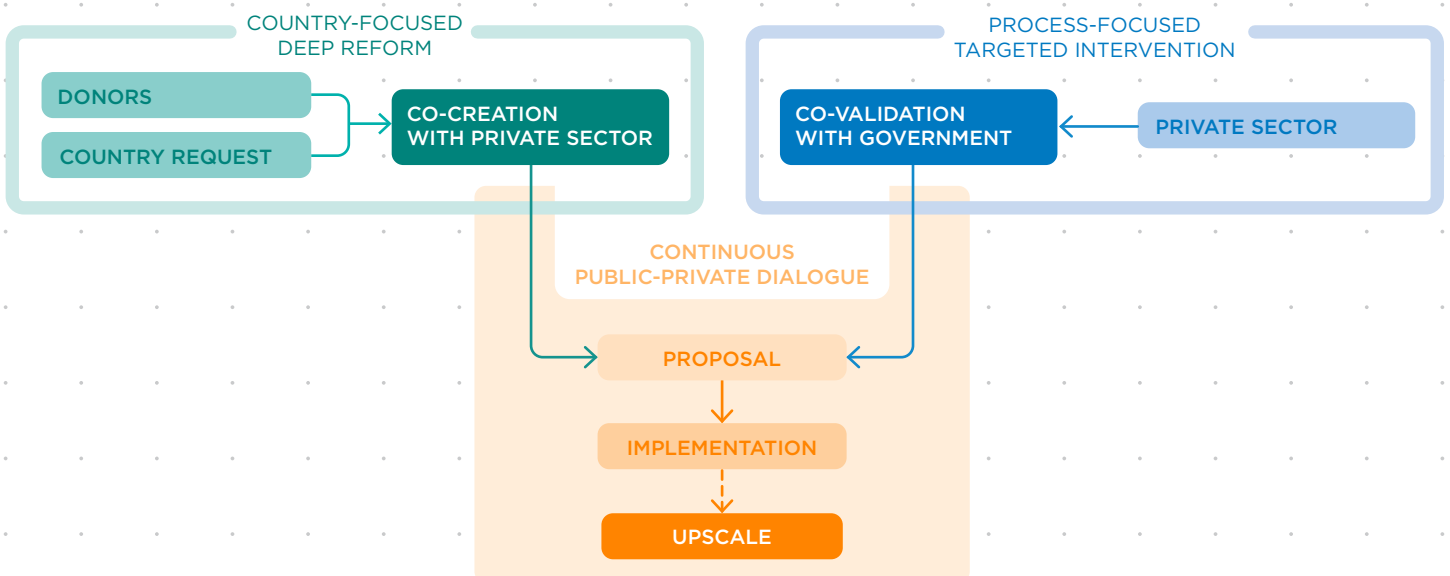 COUNTRY-FOCUSED
DEEP REFORM
DONORS
COUNTRY REQUEST
CO-CREATION
WITH PRIVATE SECTOR
PROCESS-FOCUSED
TARGETED INTERVENTION
CO-VALIDATION
WITH GOVERNMENT
PRIVATE SECTOR
CONTINUOUS
PUBLIC-PRIVATE DIALOGUE
PROPOSAL
IMPLEMENTATION
UPSCALE